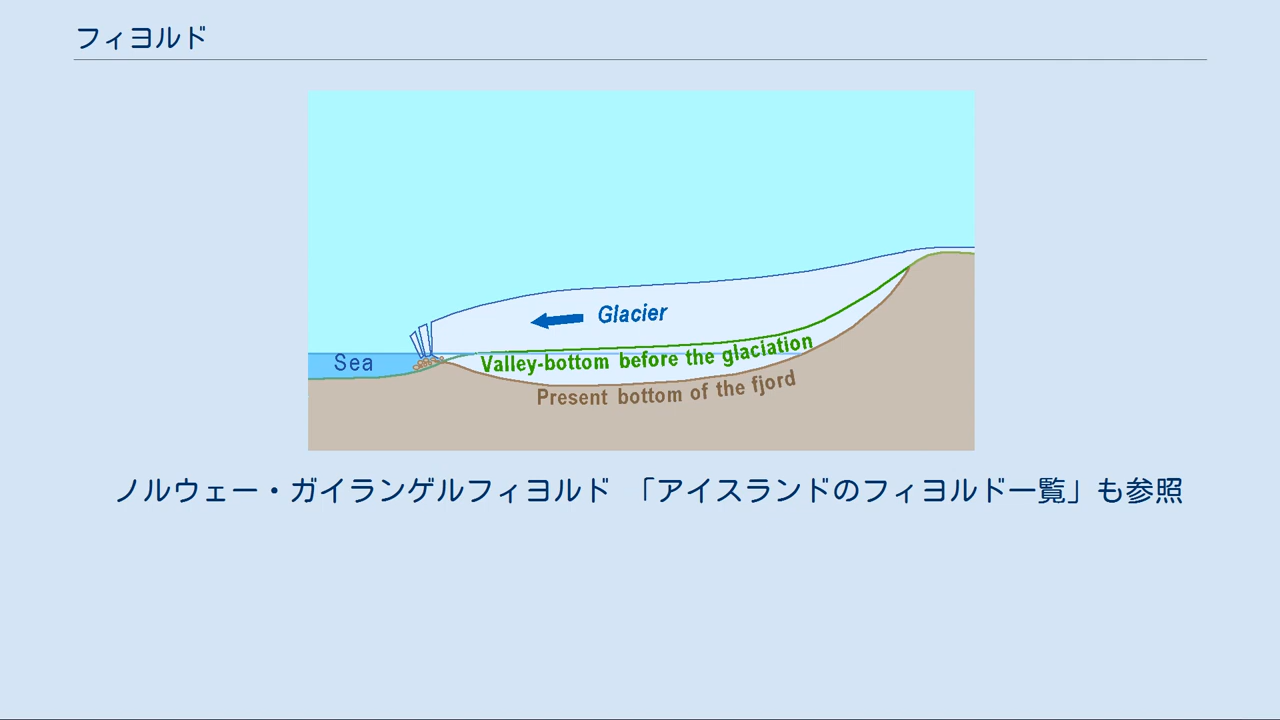 フィヨルド
Glacier
Sea
Valley-bottom before the glaciation
Present bottom of the fjord
ノルウェー・ガイランゲルフィヨルド 「アイスランドのフィヨルド一覧」も参照